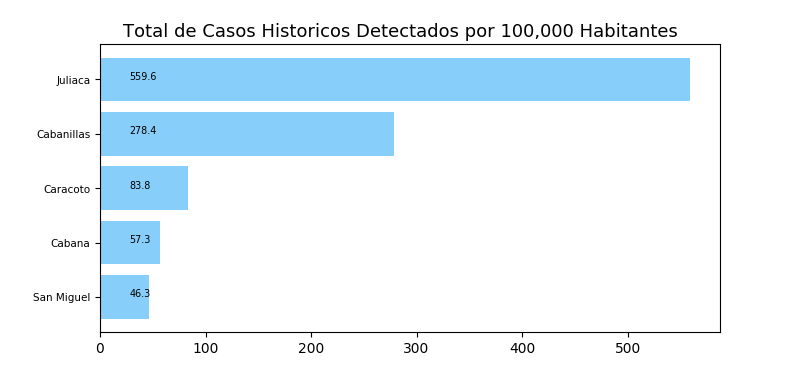 Total de Casos Historicos Detectados por 100,000 Habitantes
Juliaca 559.6
Cabanillas 278.4
Caracoto 83.8
Cabana 57.3
San Miguel 46.3
0 100 200 300 400 500